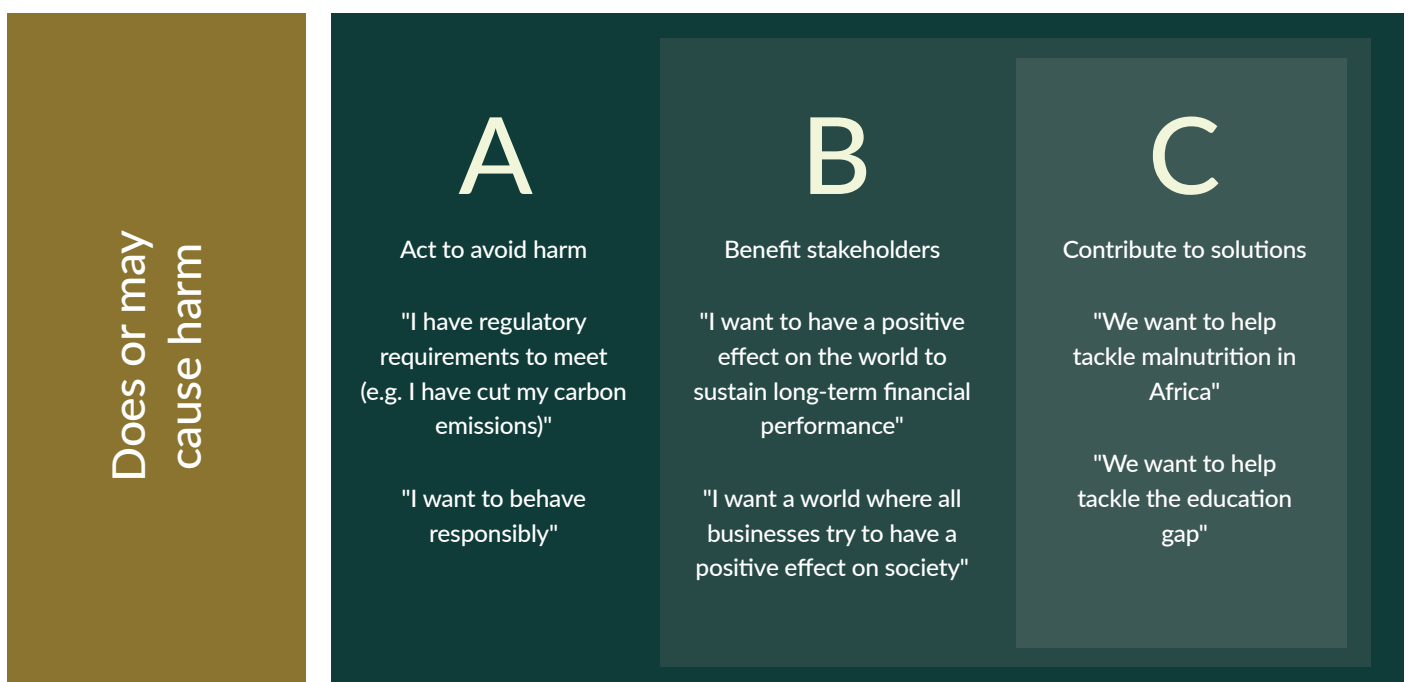 Does or may
cause harm
A
Act to avoid harm
"I have regulatory
requirements to meet
(e.g. I have cut my carbon
emissions)"
"I want to behave
responsibly"
B
Benefit stakeholders
"I want to have a positive
effect on the world to
sustain long-term financial
performance"
"I want a world where all
businesses try to have a
positive effect on society"
C
Contribute to solutions
"We want to help
tackle malnutrition in
Africa"
"We want to help
tackle the education
gap"